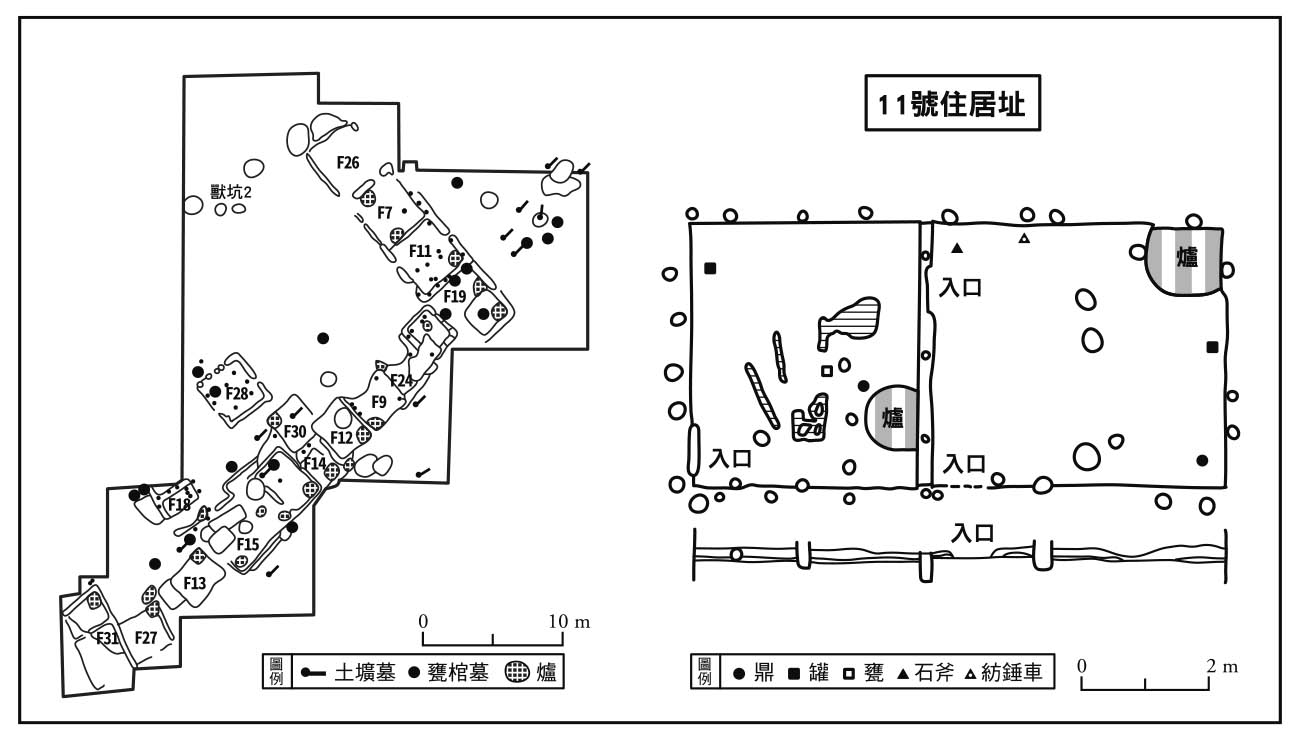 F26
獸坑2
F7
F11
F19
F24
F28
F9
F30
F12
F14
F18
F15
F13
F31
F27
0 10 m
圖例
土壙墓 甕棺墓 爐
11號住居址
爐
入口
爐
入口
入口
入口
圖例
鼎 罐 甕 石斧 紡錘車
0 2 m